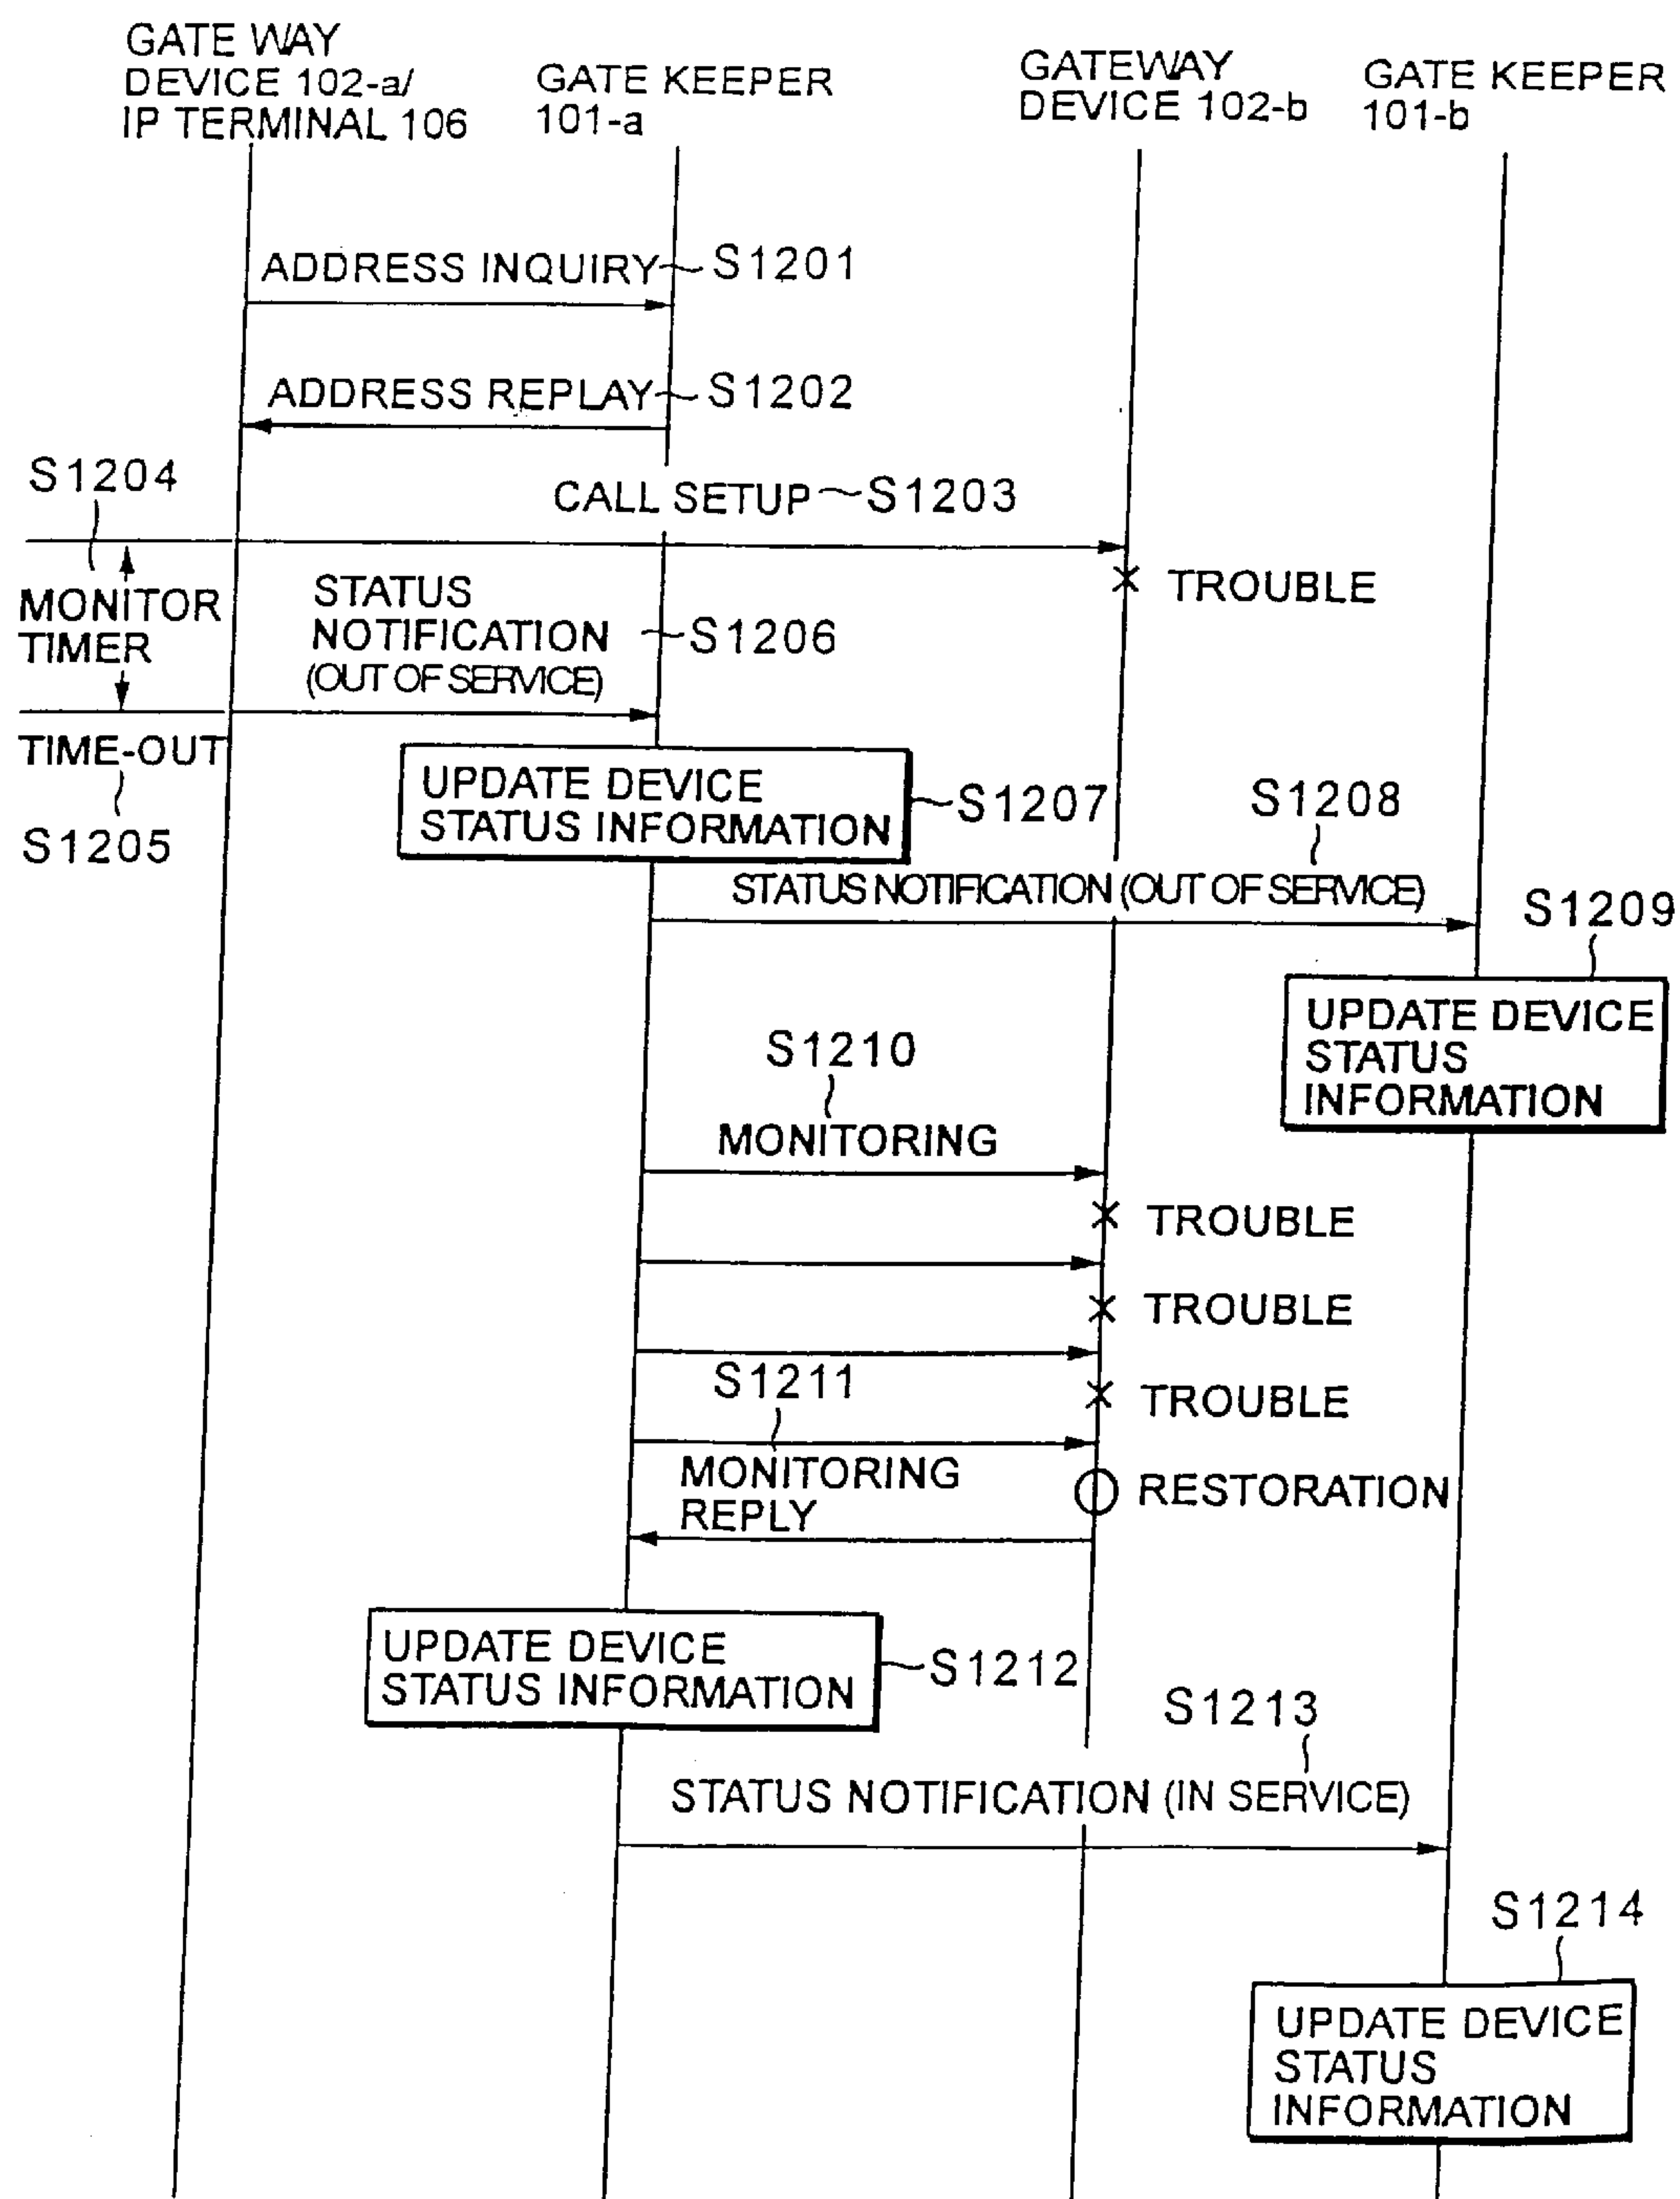 GATE WAY
DEVICE 102-a/
IP TERMINAL 106
GATE KEEPER
101-a
GATEWAY
DEVICE 102-b
GATE KEEPER
101-b
ADDRESS INQUIRY
S1201
ADDRESS REPLAY
S1202
S1204
CALL SETUP
S1203
MONITOR
TIMER
STATUS
NOTIFICATION
(OUT OF SERVICE)
S1206
TROUBLE
TIME-OUT
S1205
UPDATE DEVICE
STATUS INFORMATION
S1207
S1208
STATUS NOTIFICATION (OUT OF SERVICE)
S1209
UPDATE DEVICE
STATUS
INFORMATION
S1210
MONITORING
TROUBLE
TROUBLE
S1211
TROUBLE
MONITORING
REPLY
RESTORATION
UPDATE DEVICE
STATUS INFORMATION
S1212
S1213
STATUS NOTIFICATION (IN SERVICE)
S1214
UPDATE DEVICE
STATUS
INFORMATION